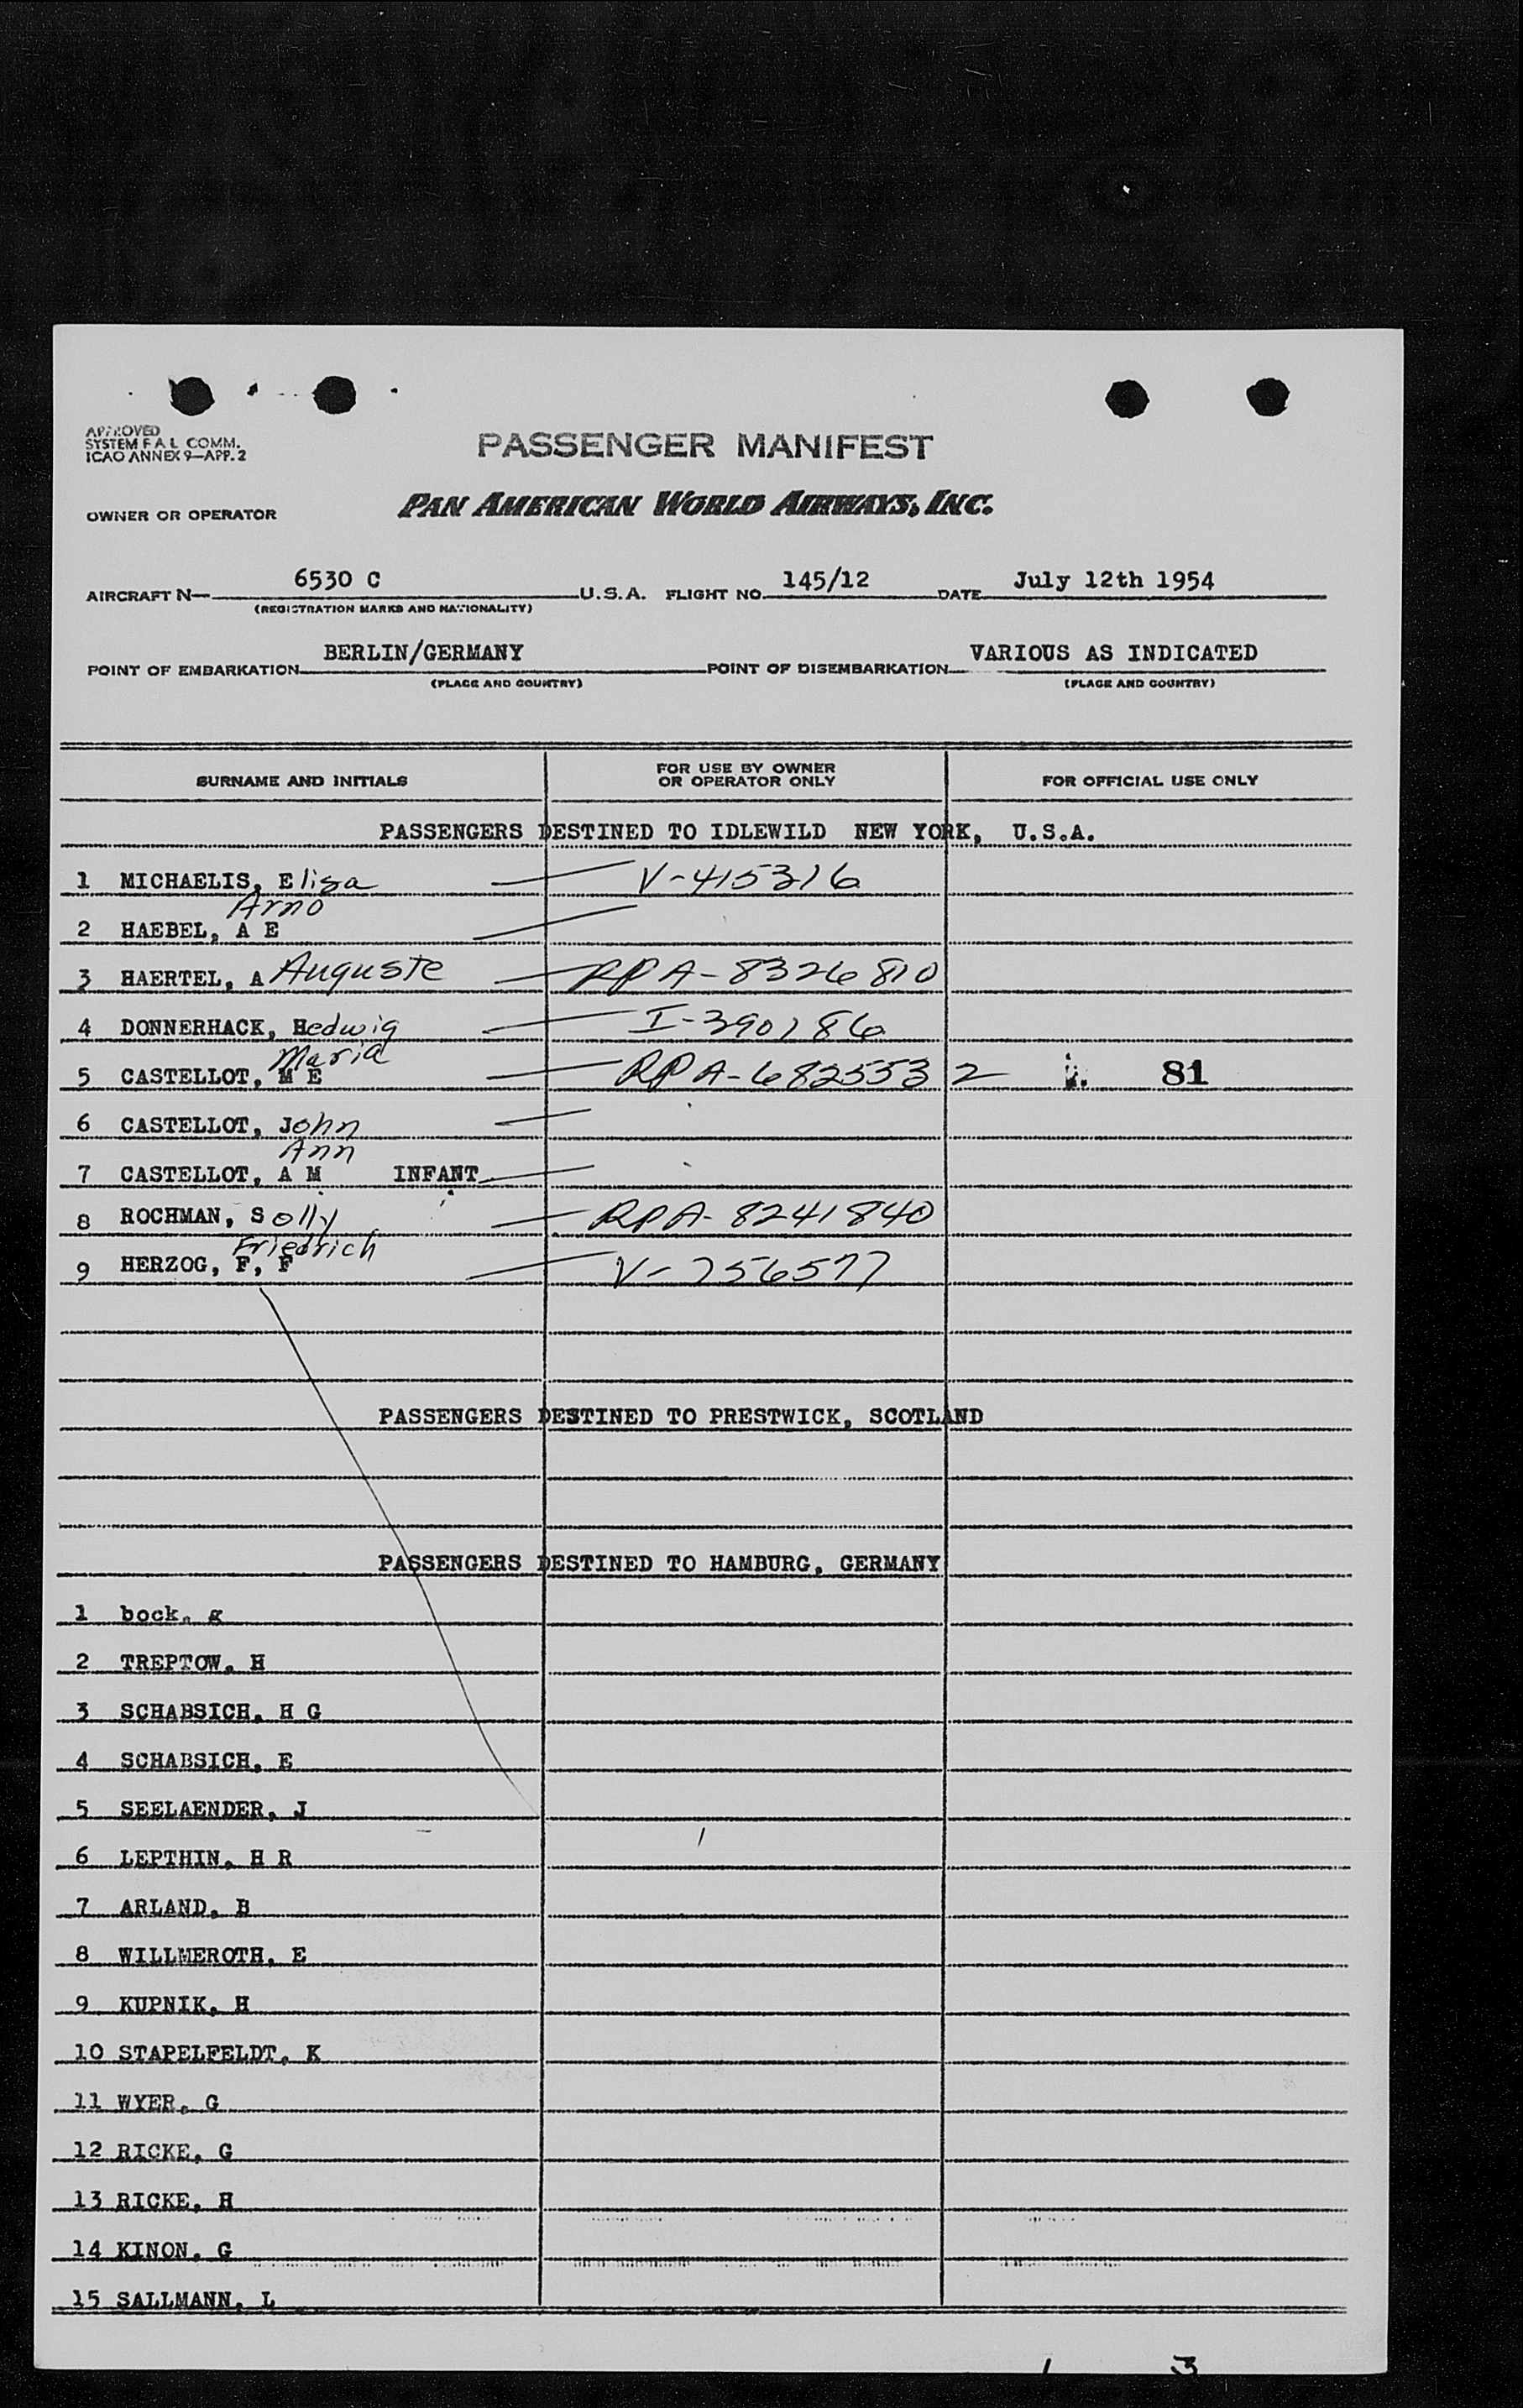 APPROVED
SYSTEM F A L COMM.
ICAO ANNEX 9—APP. 2
PASSENGER MANIFEST
OWNER OR OPERATOR PAN AMERICAN WORLD AIRWAYS, INC.
AIRCRAFT N— 6530 C U.S.A. FLIGHT NO. 145/12 DATE July 12th 1954
(REGISTRATION MARKS AND NATIONALITY)
POINT OF EMBARKATION BERLIN/GERMANY POINT OF DISEMBARKATION VARIOUS AS INDICATED
(PLACE AND COUNTRY) (PLACE AND COUNTRY)
SURNAME AND INITIALS FOR USE BY OWNER OR OPERATOR ONLY FOR OFFICIAL USE ONLY
PASSENGERS DESTINED TO IDLEWILD NEW YORK, U.S.A.
1 MICHAELIS, Elisa V-415316
Arno
2 HAEBEL, A E
3 HAERTEL, A Auguste RPA-8326810
4 DONNERHACK, Hedwig I-390186
Maria
5 CASTELLOT, M E RPA-6825532 81
6 CASTELLOT, John
Ann
7 CASTELLOT, A M INFANT
8 ROCHMAN, Solly RPA-8241840
Friedrich
9 HERZOG, F, F V-756577
PASSENGERS DESTINED TO PRESTWICK, SCOTLAND
PASSENGERS DESTINED TO HAMBURG, GERMANY
1 bock, g
2 TREPTOW, H
3 SCHABSICH, H G
4 SCHABSICH, E
5 SEELAENDER, J
6 LEPTHIN, H R
7 ARLAND, B
8 WILLMEROTH, E
9 KUPNIK, H
10 STAPELFELDT, K
11 WYER, G
12 RICKE, G
13 RICKE, H
14 KINON, G
15 SALLMANN, L
3